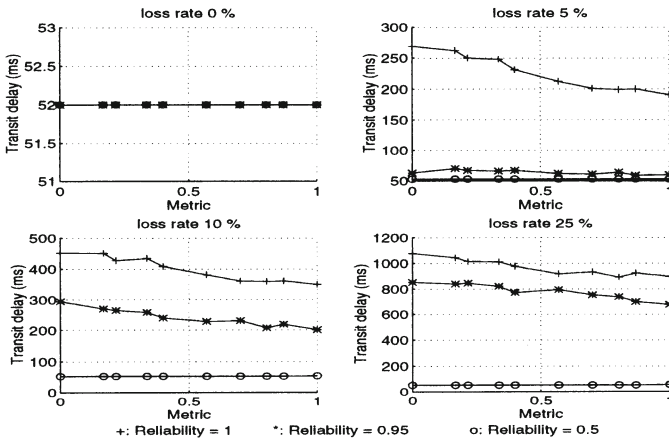 loss rate 0 %
53
52.5
52
51.5
51
Transit delay (ms)
0
0.5
1
Metric
loss rate 5 %
300
250
200
150
100
50
Transit delay (ms)
0
0.5
1
Metric
loss rate 10 %
500
400
300
200
100
0
Transit delay (ms)
0
0.5
1
Metric
loss rate 25 %
1200
1000
800
600
400
200
0
Transit delay (ms)
0
0.5
1
Metric
+: Reliability = 1 *: Reliability = 0.95 o: Reliability = 0.5